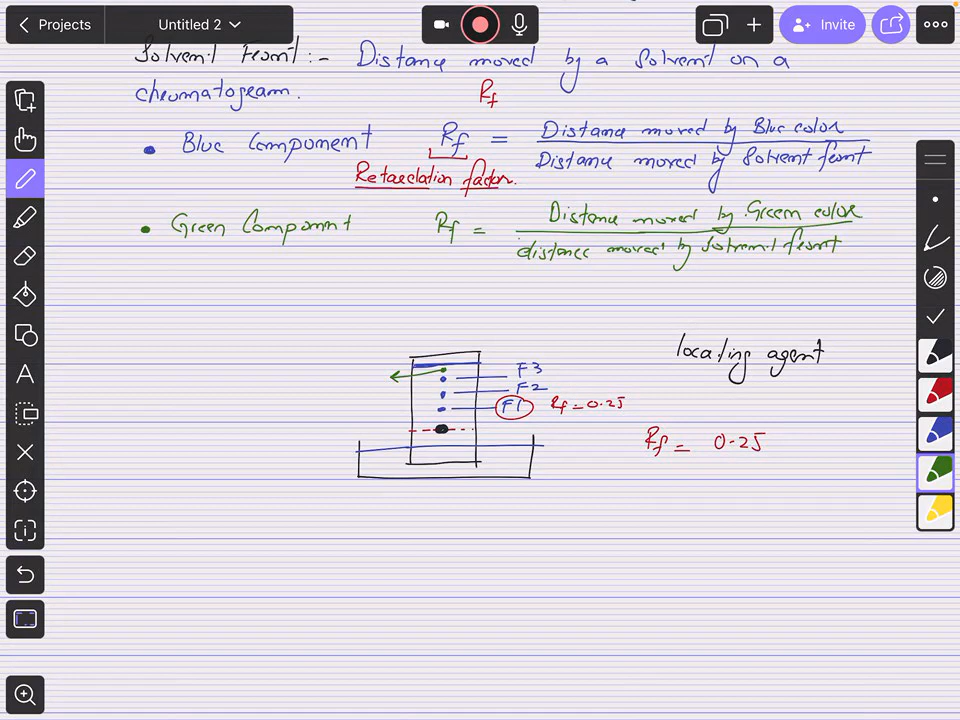 Projects
Untitled 2
Invite
Solvent Front:- Distance moved by a Solvent on a
chromatogram.
Rf
• Blue Component Rf = Distance moved by Blue color
Distance moved by Solvent front
Retardation factor.
• Green Component Rf = Distance moved by Green color
distance moved by Solvent front
locating agent
F3
F2
F1 Rf = 0.25
Rf = 0.25
A